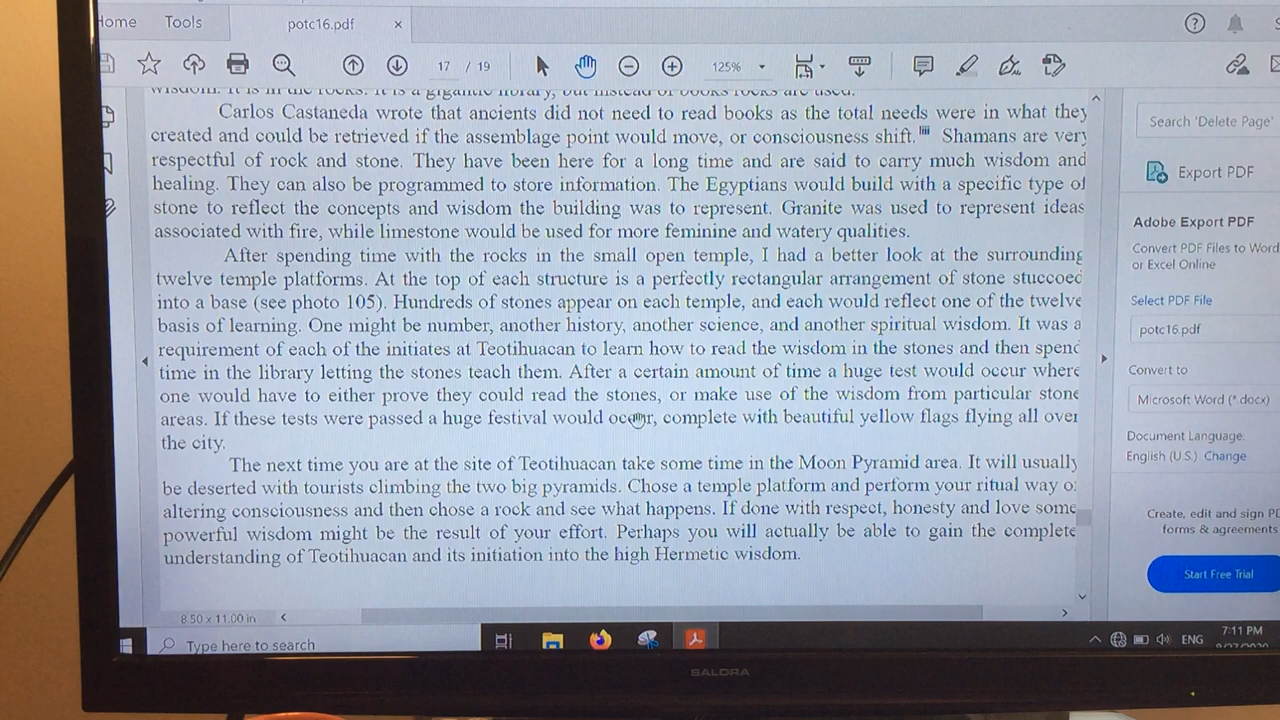 Home Tools potc16.pdf ×
17 / 19 125%
wisdom. It is in the rocks. It is a gigantic library, but instead of books rocks are used.
Carlos Castaneda wrote that ancients did not need to read books as the total needs were in what they
created and could be retrieved if the assemblage point would move, or consciousness shift. Shamans are very
respectful of rock and stone. They have been here for a long time and are said to carry much wisdom and
healing. They can also be programmed to store information. The Egyptians would build with a specific type of
stone to reflect the concepts and wisdom the building was to represent. Granite was used to represent ideas
associated with fire, while limestone would be used for more feminine and watery qualities.
After spending time with the rocks in the small open temple, I had a better look at the surrounding
twelve temple platforms. At the top of each structure is a perfectly rectangular arrangement of stone stuccoed
into a base (see photo 105). Hundreds of stones appear on each temple, and each would reflect one of the twelve
basis of learning. One might be number, another history, another science, and another spiritual wisdom. It was a
requirement of each of the initiates at Teotihuacan to learn how to read the wisdom in the stones and then spend
time in the library letting the stones teach them. After a certain amount of time a huge test would occur where
one would have to either prove they could read the stones, or make use of the wisdom from particular stone
areas. If these tests were passed a huge festival would occur, complete with beautiful yellow flags flying all over
the city.
The next time you are at the site of Teotihuacan take some time in the Moon Pyramid area. It will usually
be deserted with tourists climbing the two big pyramids. Chose a temple platform and perform your ritual way of
altering consciousness and then chose a rock and see what happens. If done with respect, honesty and love some
powerful wisdom might be the result of your effort. Perhaps you will actually be able to gain the complete
understanding of Teotihuacan and its initiation into the high Hermetic wisdom.
8.50 x 11.00 in
Search 'Delete Page'
Export PDF
Adobe Export PDF
Convert PDF Files to Word
or Excel Online
Select PDF File
potc16.pdf
Convert to
Microsoft Word (*.docx)
Document Language:
English (U.S.) Change
Create, edit and sign PD
forms & agreements
Start Free Trial
Type here to search
ENG
7:11 PM
SALORA